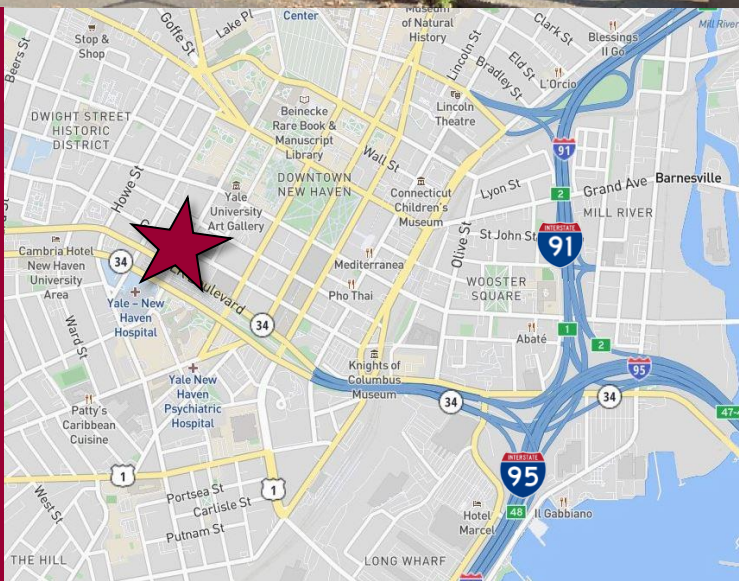 Center
Museum
of Natural
History
Lake Pl
Goffe St
Clark St
Mill River
Stop &
Shop
Blessings
II Go
Beers St
Lincoln St
Bradley St
Eld St
L'Orcio
Lincoln
Theatre
DWIGHT STREET
HISTORIC
DISTRICT
Beinecke
Rare Book &
Manuscript
Library
Wall St
DOWNTOWN
NEW HAVEN
91
Howe St
Yale
University
Art Gallery
Connecticut
Children's
Museum
Lyon St
2
Grand Ave
Barnesville
MILL RIVER
Olive St
St John St
INTERSTATE
91
Cambria Hotel
New Haven
University
Area
34
Mediterranea
Boulevard
Yale – New
Haven
Hospital
Pho Thai
WOOSTER
SQUARE
34
Ward St
1
Abaté
2
Knights of
Columbus
Museum
95
Yale New
Haven
Psychiatric
Hospital
34
34
Patty's
Caribbean
Cuisine
INTERSTATE
95
1
1
West St
Portsea St
Carlisle St
Putnam St
Hotel
Marcel
48
Il Gabbiano
THE HILL
LONG WHARF